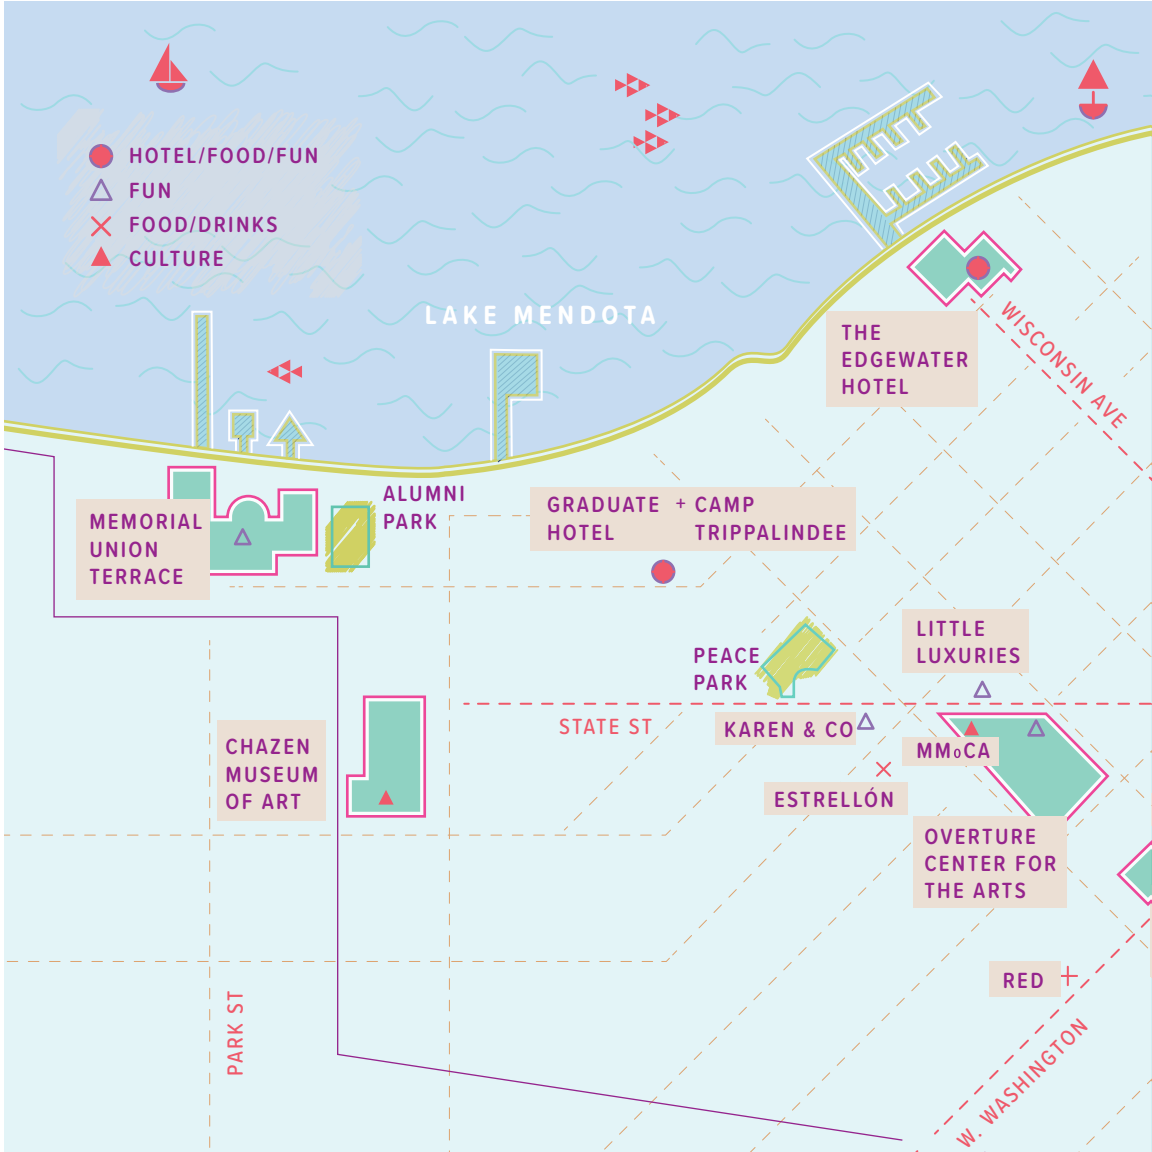 HOTEL/FOOD/FUN
FUN
FOOD/DRINKS
CULTURE
LAKE MENDOTA
THE
EDGEWATER
HOTEL
WISCONSIN AVE
MEMORIAL
UNION
TERRACE
ALUMNI
PARK
GRADUATE + CAMP
HOTEL TRIPPALINDEE
LITTLE
LUXURIES
PEACE
PARK
STATE ST
KAREN & CO
MMoCA
ESTRELLÓN
CHAZEN
MUSEUM
OF ART
OVERTURE
CENTER FOR
THE ARTS
RED
PARK ST
W. WASHINGTON